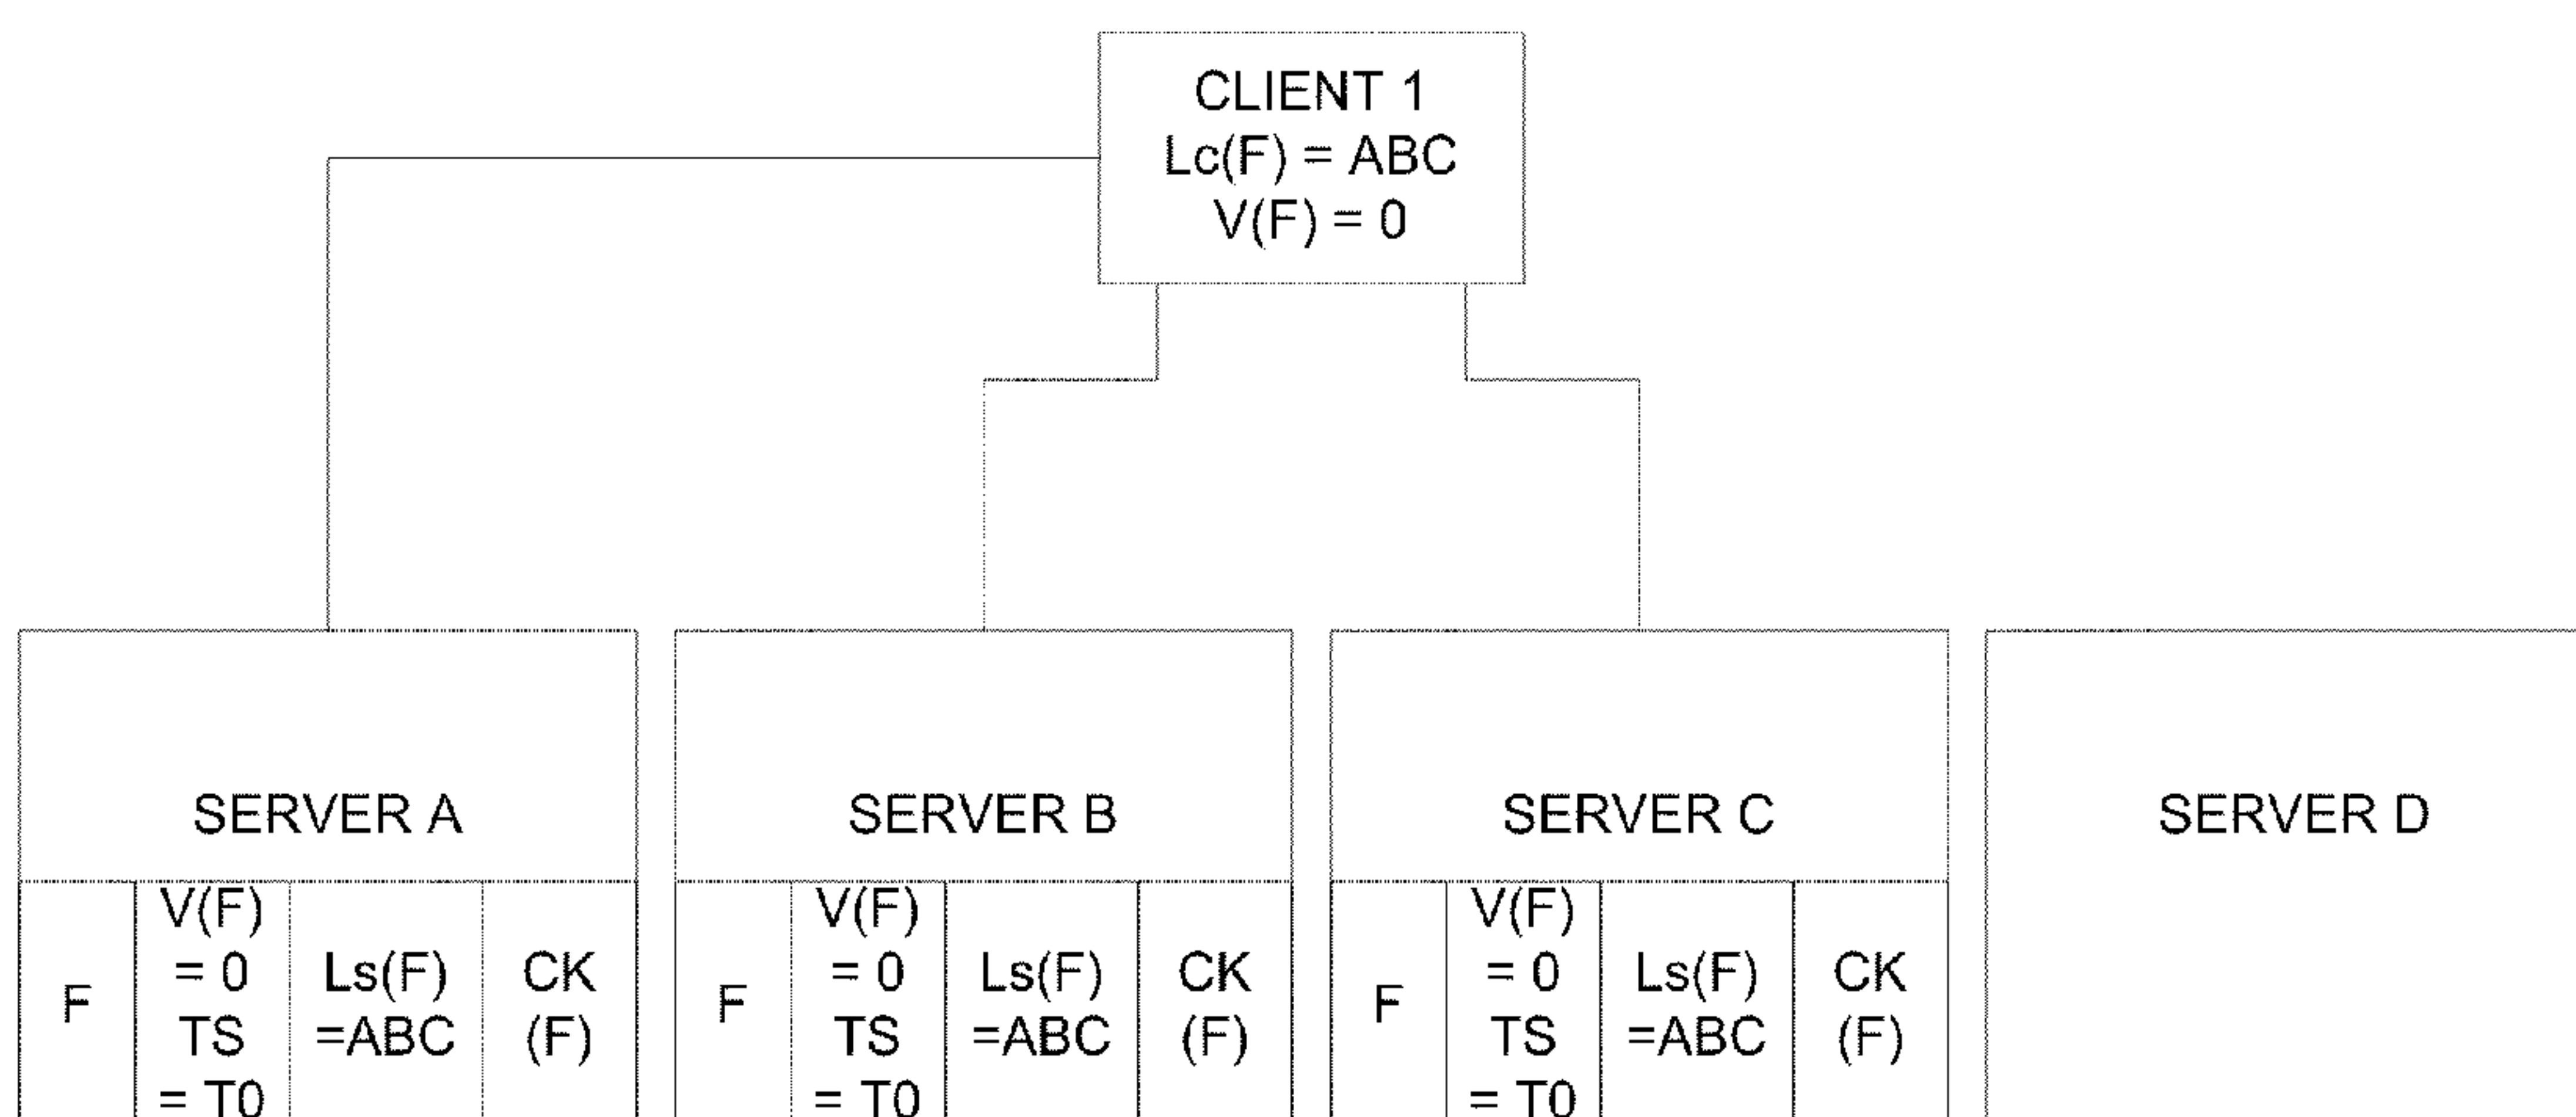 CLIENT 1
Lc(F) = ABC
V(F) = 0
SERVER A
SERVER B
SERVER C
SERVER D
F
V(F)
= 0
TS
= T0
Ls(F)
=ABC
CK
(F)
F
V(F)
= 0
TS
= T0
Ls(F)
=ABC
CK
(F)
F
V(F)
= 0
TS
= T0
Ls(F)
=ABC
CK
(F)